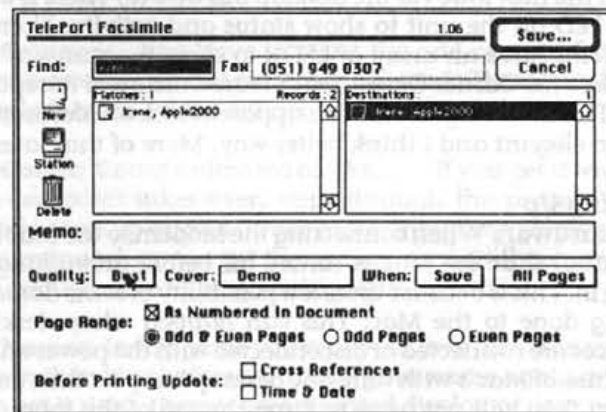 TelePort Facsimile 1.06 Save...
Find: Fax (051) 949 0307 Cancel
New
Station
Delete
Matches: 1 Records: 2
Irene, Apple2000
Destinations: 1
Irene, Apple2000
Memo:
Quality: Best Cover: Demo When: Save All Pages
Page Range: As Numbered In Document
Odd & Even Pages Odd Pages Even Pages
Before Printing Update: Cross References
Time & Date